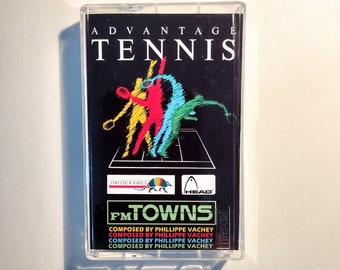 ADVANTAGE
TENNIS
INFOGRAMES
HEAD
FM TOWNS
COMPOSED BY PHILLIPPE VACHEY
COMPOSED BY PHILLIPPE VACHEY
COMPOSED BY PHILLIPPE VACHEY
COMPOSED BY PHILLIPPE VACHEY